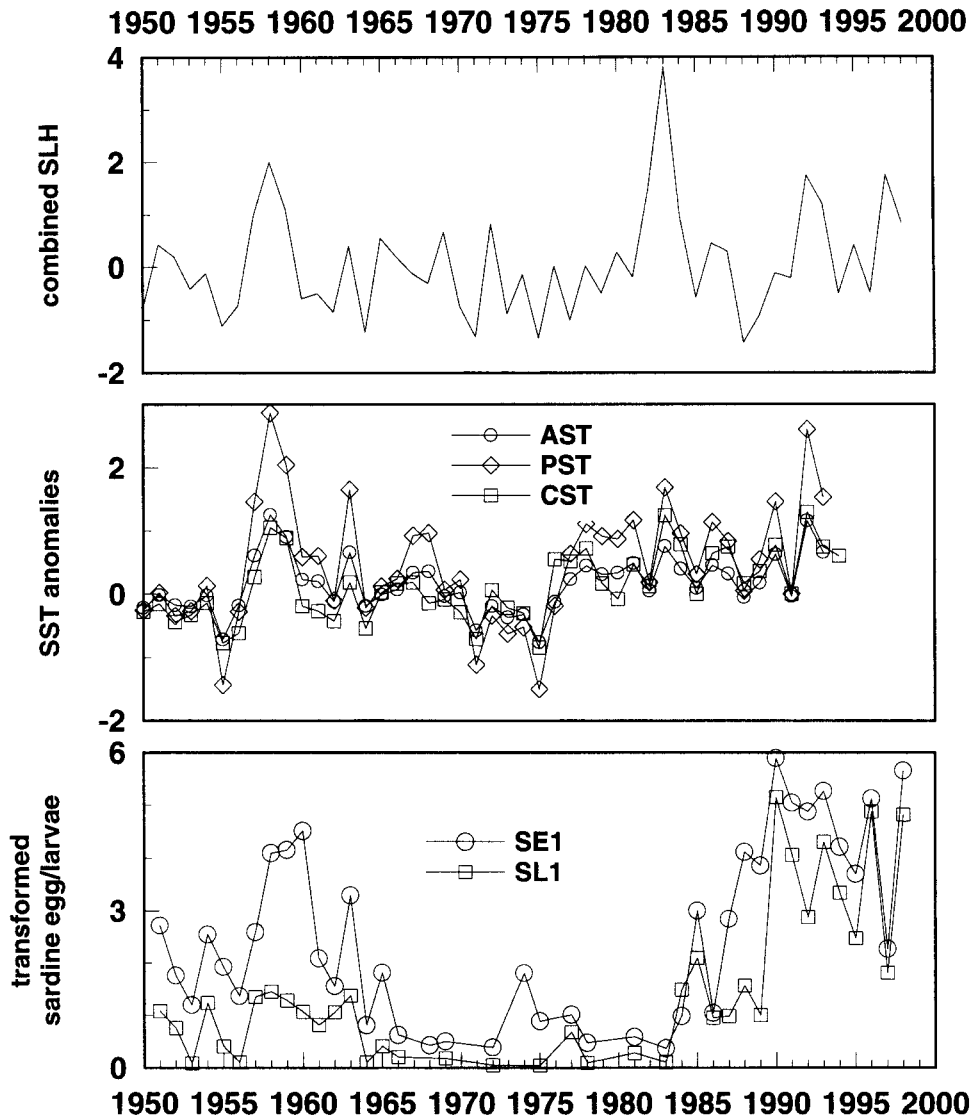 1950 1955 1960 1965 1970 1975 1980 1985 1990 1995 2000
4
2
0
-2
combined SLH
2
0
-2
SST anomalies
AST
PST
CST
6
3
0
transformed
sardine egg/larvae
SE1
SL1
1950 1955 1960 1965 1970 1975 1980 1985 1990 1995 2000